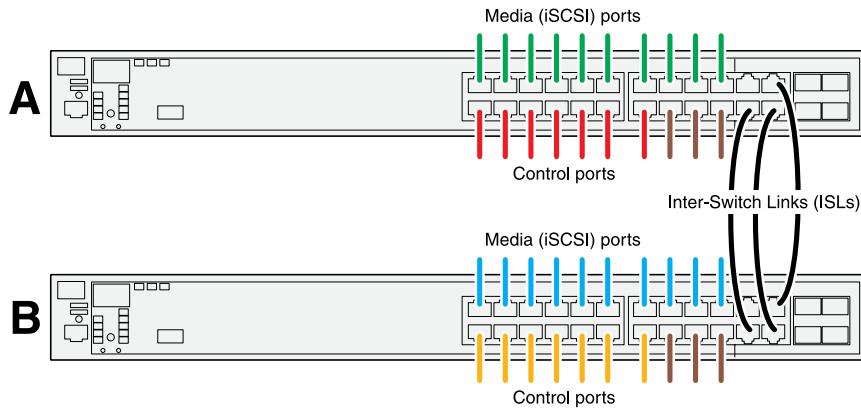 Media (iSCSI) ports
A
Control ports
Inter-Switch Links (ISLs)
Media (iSCSI) ports
B
Control ports